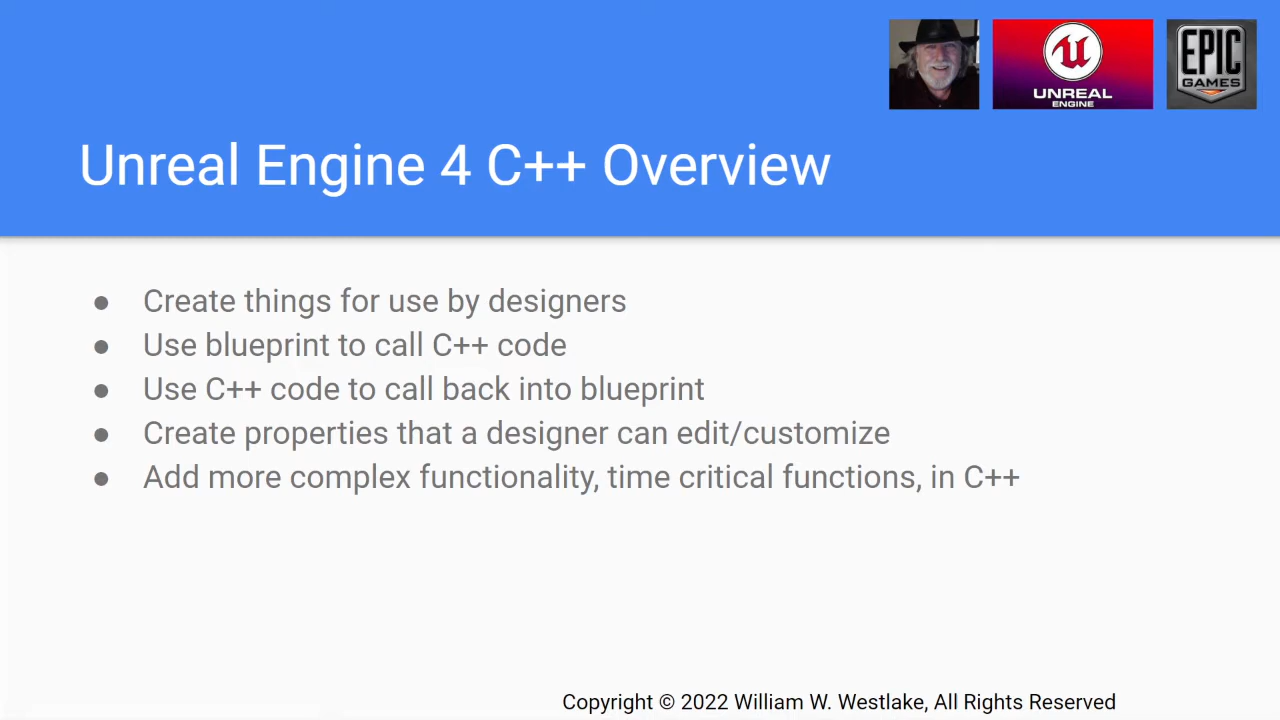 UNREAL
ENGINE
EPIC
GAMES
Unreal Engine 4 C++ Overview
● Create things for use by designers
● Use blueprint to call C++ code
● Use C++ code to call back into blueprint
● Create properties that a designer can edit/customize
● Add more complex functionality, time critical functions, in C++
Copyright © 2022 William W. Westlake, All Rights Reserved